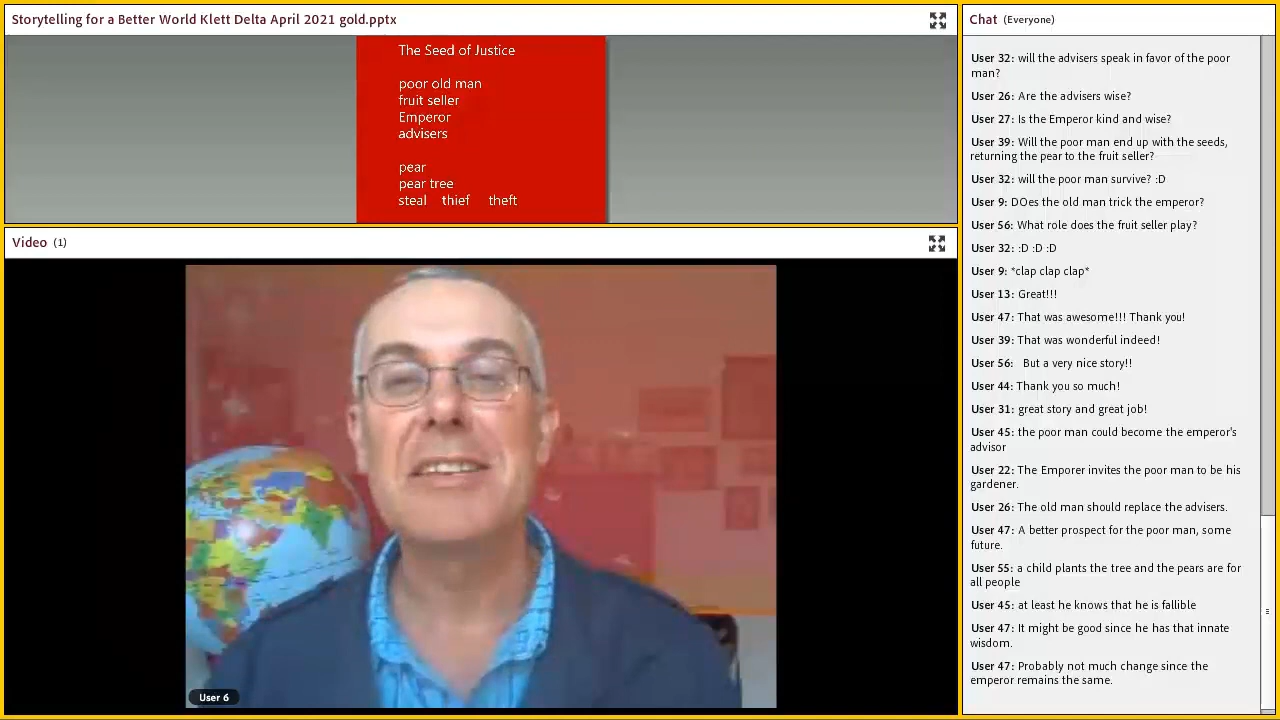 Storytelling for a Better World Klett Delta April 2021 gold.pptx
The Seed of Justice
poor old man
fruit seller
Emperor
advisers
pear
pear tree
steal thief theft
Video (1)
User 6
Chat (Everyone)
User 32: will the advisers speak in favor of the poor
man?
User 26: Are the advisers wise?
User 27: Is the Emperor kind and wise?
User 39: Will the poor man end up with the seeds,
returning the pear to the fruit seller?
User 32: will the poor man survive? :D
User 9: DOes the old man trick the emperor?
User 56: What role does the fruit seller play?
User 32: :D :D :D
User 9: *clap clap clap*
User 13: Great!!!
User 47: That was awesome!!! Thank you!
User 39: That was wonderful indeed!
User 56: But a very nice story!!
User 44: Thank you so much!
User 31: great story and great job!
User 45: the poor man could become the emperor's
advisor
User 22: The Emporer invites the poor man to be his
gardener.
User 26: The old man should replace the advisers.
User 47: A better prospect for the poor man, some
future.
User 55: a child plants the tree and the pears are for
all people
User 45: at least he knows that he is fallible
User 47: It might be good since he has that innate
wisdom.
User 47: Probably not much change since the
emperor remains the same.